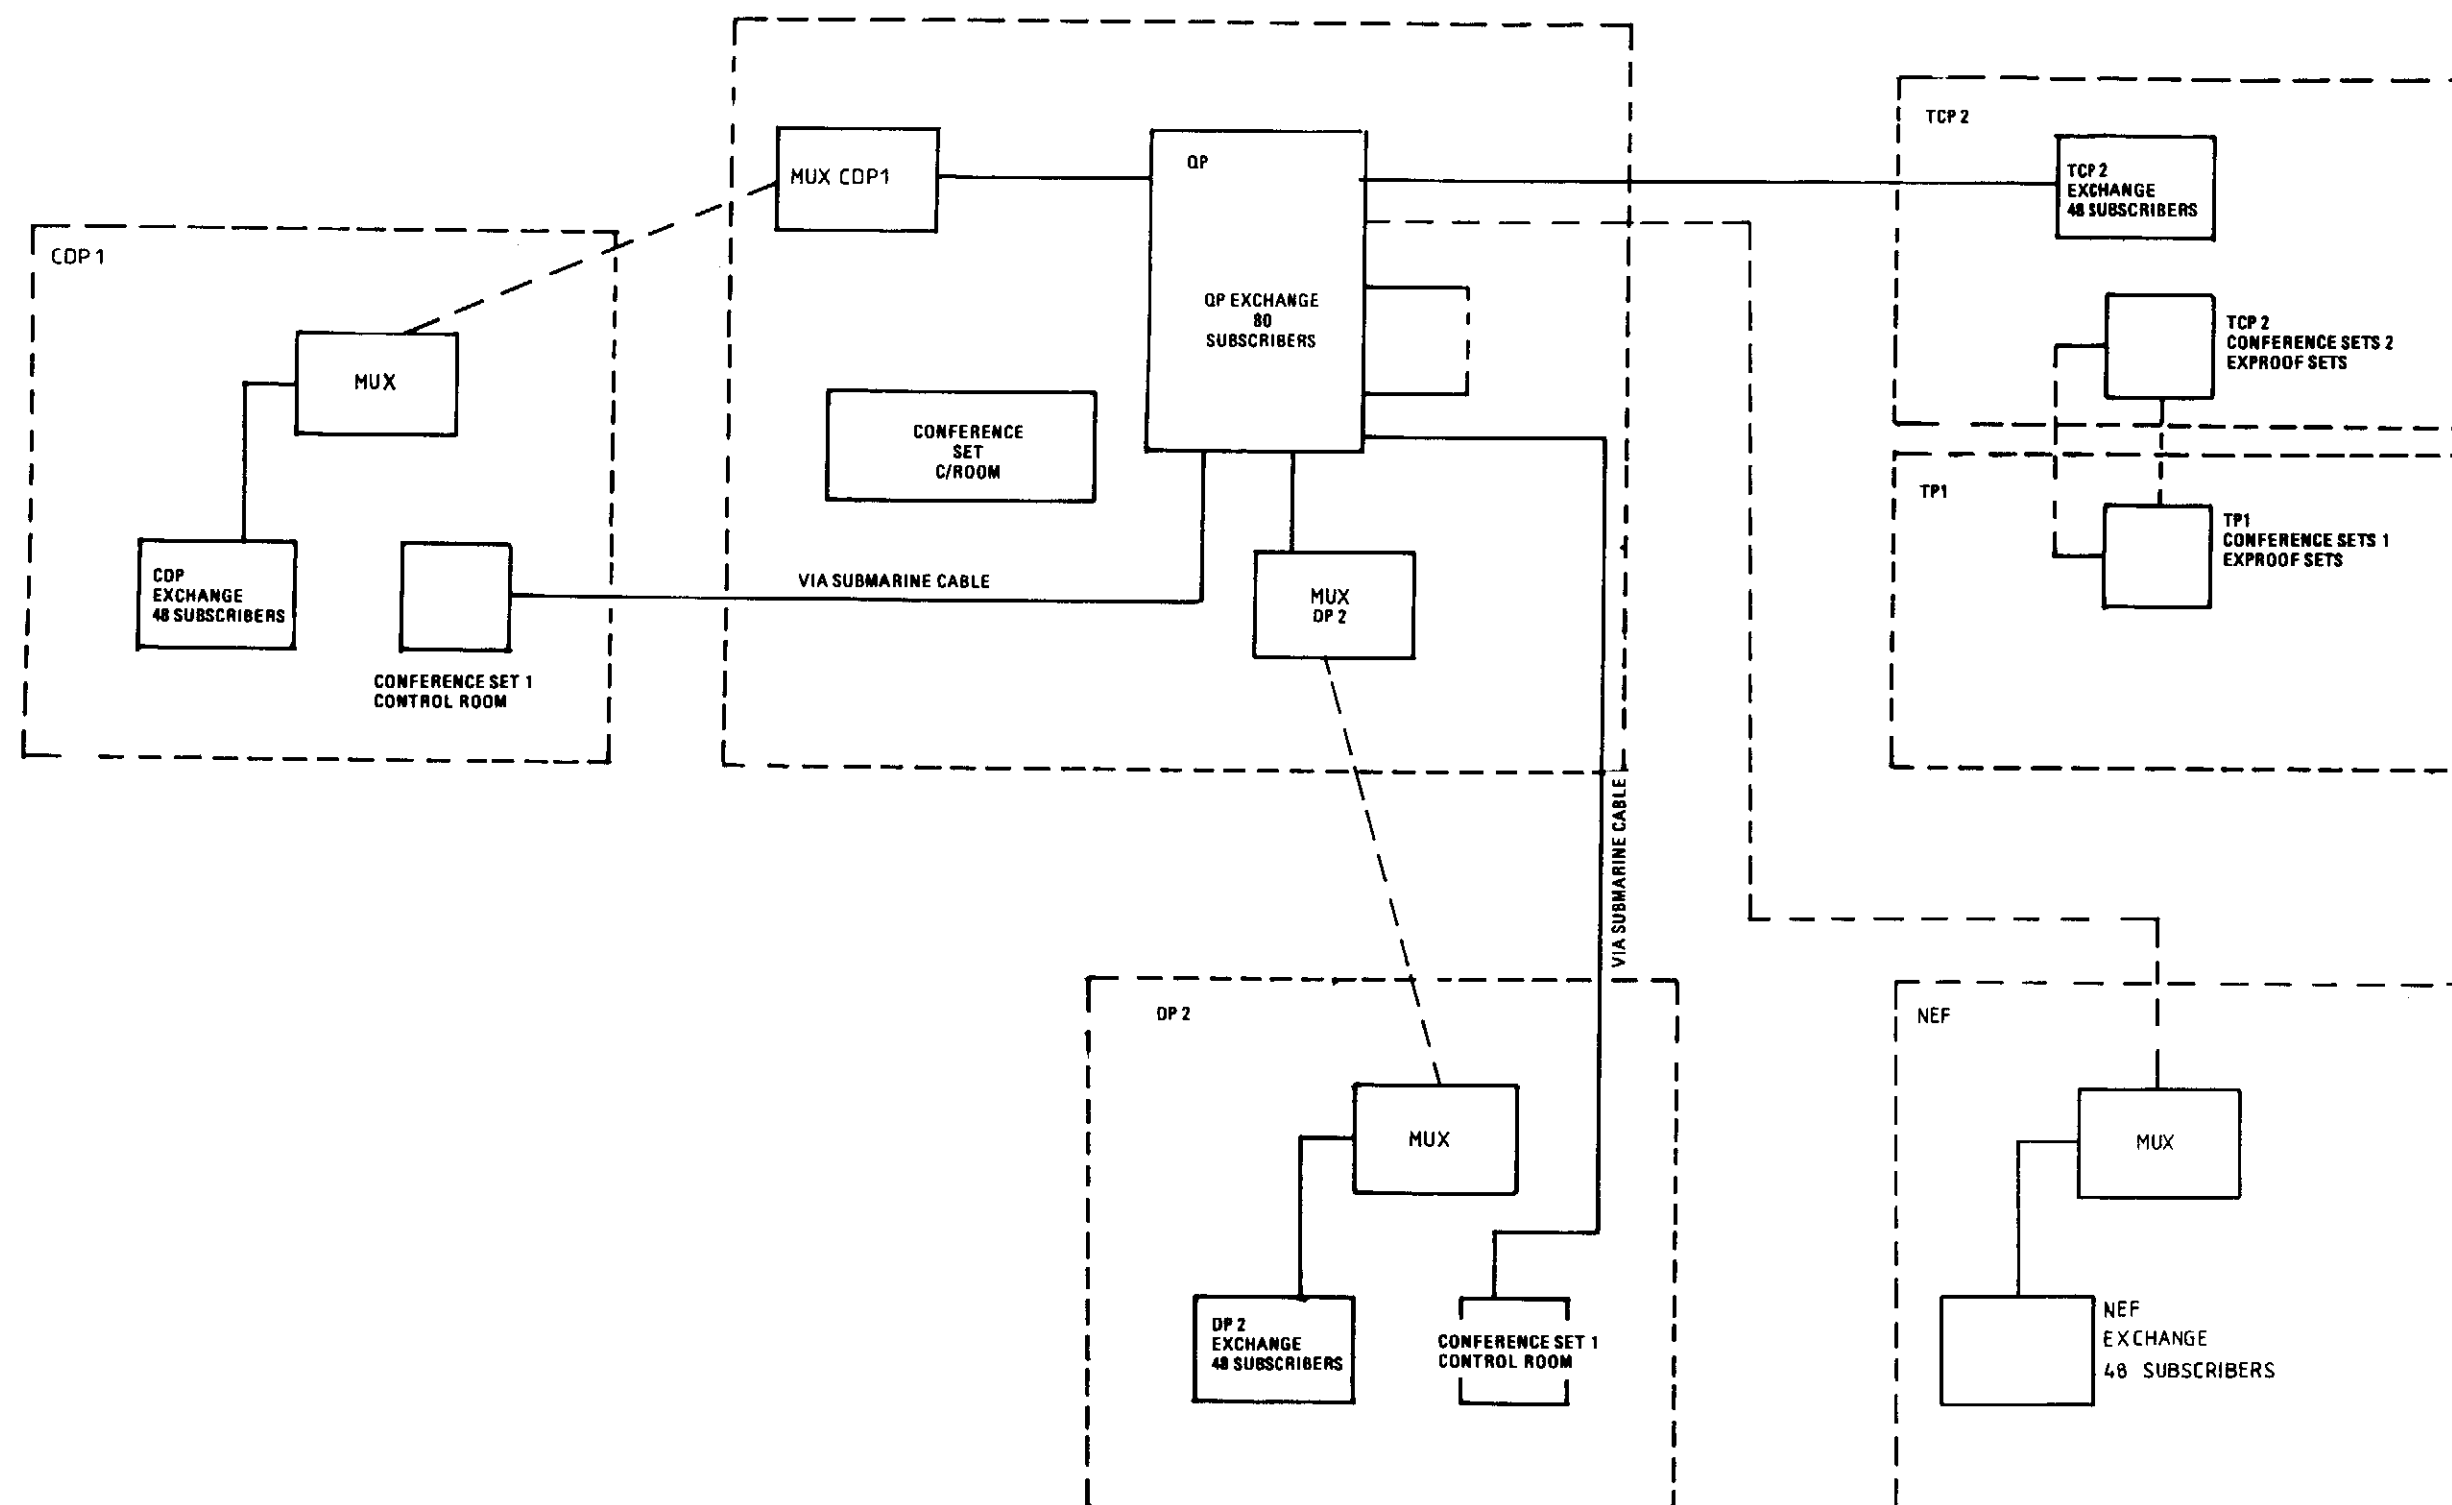 TCP 2
QP
MUX CDP1
TCP 2
EXCHANGE
48 SUBSCRIBERS
CDP 1
QP EXCHANGE
80
SUBSCRIBERS
TCP 2
CONFERENCE SETS 2
EXPROOF SETS
MUX
CONFERENCE
SET
C/ROOM
TP1
TP1
CONFERENCE SETS 1
EXPROOF SETS
CDP
EXCHANGE
48 SUBSCRIBERS
VIA SUBMARINE CABLE
MUX
DP 2
CONFERENCE SET 1
CONTROL ROOM
VIA SUBMARINE CABLE
DP 2
NEF
MUX
MUX
DP 2
EXCHANGE
48 SUBSCRIBERS
CONFERENCE SET 1
CONTROL ROOM
NEF
EXCHANGE
48 SUBSCRIBERS